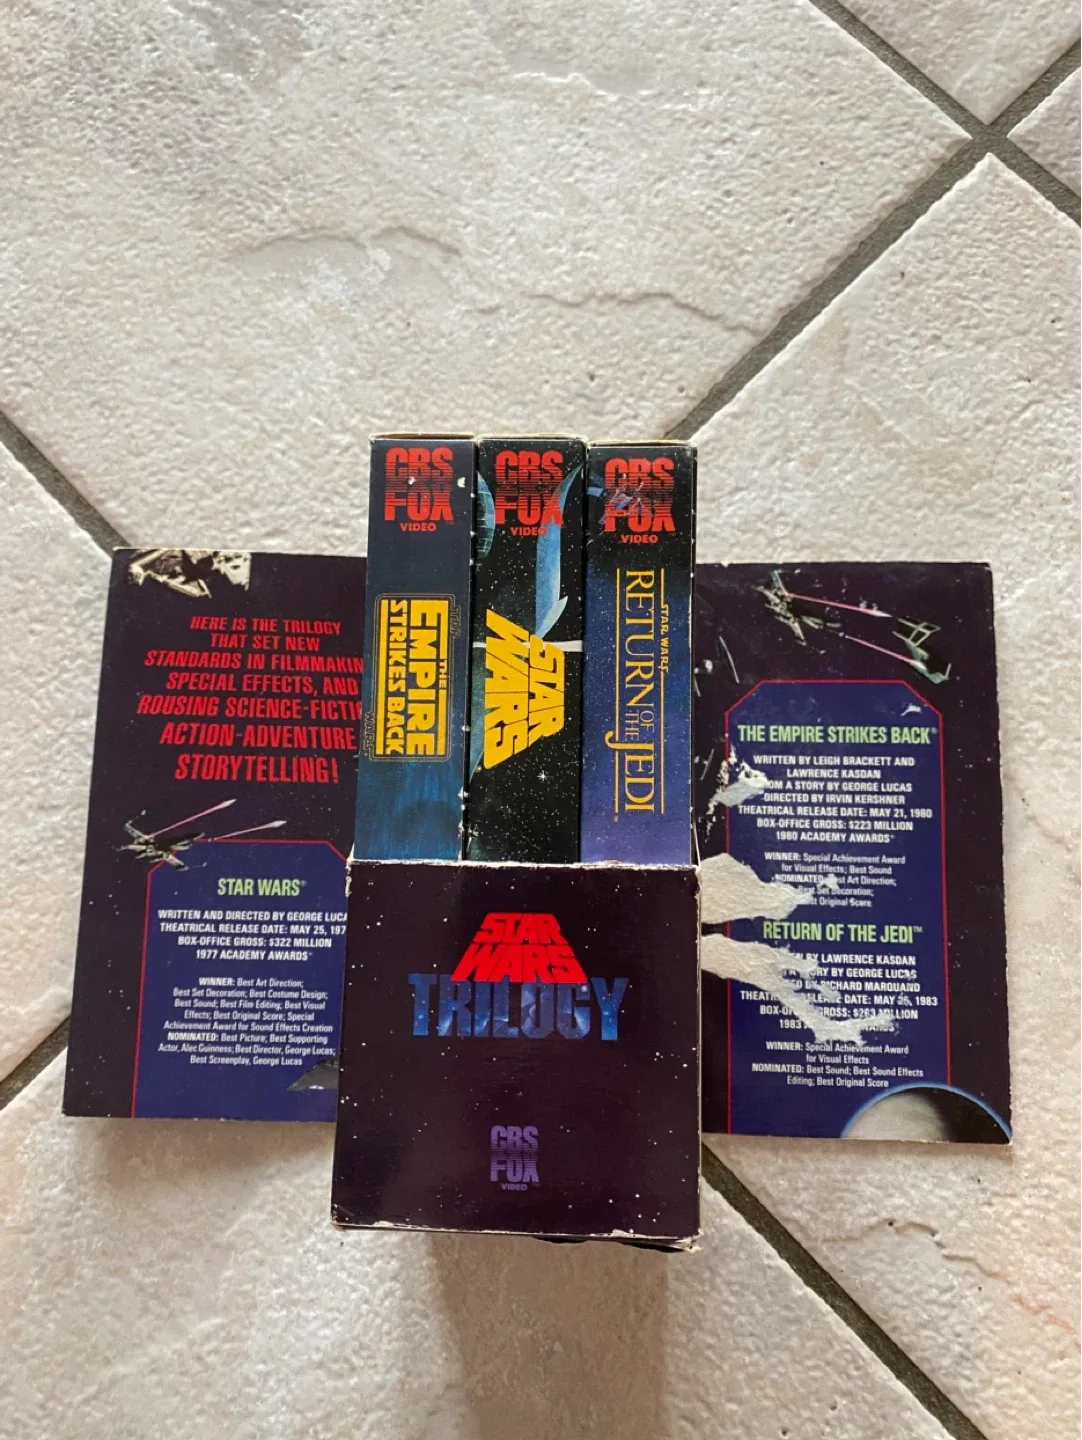 CBS
FOX
VIDEO
THE
EMPIRE
STRIKES BACK
WARS
CBS
FOX
VIDEO
STAR
WARS
CBS
FOX
VIDEO
STAR WARS
RETURN
OF
THE
JEDI
HERE IS THE TRILOGY
THAT SET NEW
STANDARDS IN FILMMAKIN
SPECIAL EFFECTS, AND
ROUSING SCIENCE-FICTI
ACTION-ADVENTURE
STORYTELLING!
STAR WARS®
WRITTEN AND DIRECTED BY GEORGE LUCA
THEATRICAL RELEASE DATE: MAY 25, 197
BOX-OFFICE GROSS: $322 MILLION
1977 ACADEMY AWARDS®
WINNER: Best Art Direction;
Best Set Decoration; Best Costume Design;
Best Sound; Best Film Editing; Best Visual
Effects; Best Original Score; Special
Achievement Award for Sound Effects Creation
NOMINATED: Best Picture; Best Supporting
Actor, Alec Guinness; Best Director, George Lucas;
Best Screenplay, George Lucas
STAR
WARS
TRILOGY
CBS
FOX
VIDEO
THE EMPIRE STRIKES BACK®
WRITTEN BY LEIGH BRACKETT AND
LAWRENCE KASDAN
OM A STORY BY GEORGE LUCAS
DIRECTED BY IRVIN KERSHNER
THEATRICAL RELEASE DATE: MAY 21, 1980
BOX-OFFICE GROSS: $223 MILLION
1980 ACADEMY AWARDS®
WINNER: Special Achievement Award
for Visual Effects; Best Sound
NOMINATED: Best Art Direction;
Best Set Decoration;
Original Score
RETURN OF THE JEDI™
BY LAWRENCE KASDAN
BY GEORGE LUCAS
BY RICHARD MARQUAND
RELEASE DATE: MAY 25, 1983
GROSS: $263 MILLION
1983
WINNER: Special Achievement Award
for Visual Effects
NOMINATED: Best Sound; Best Sound Effects
Editing; Best Original Score